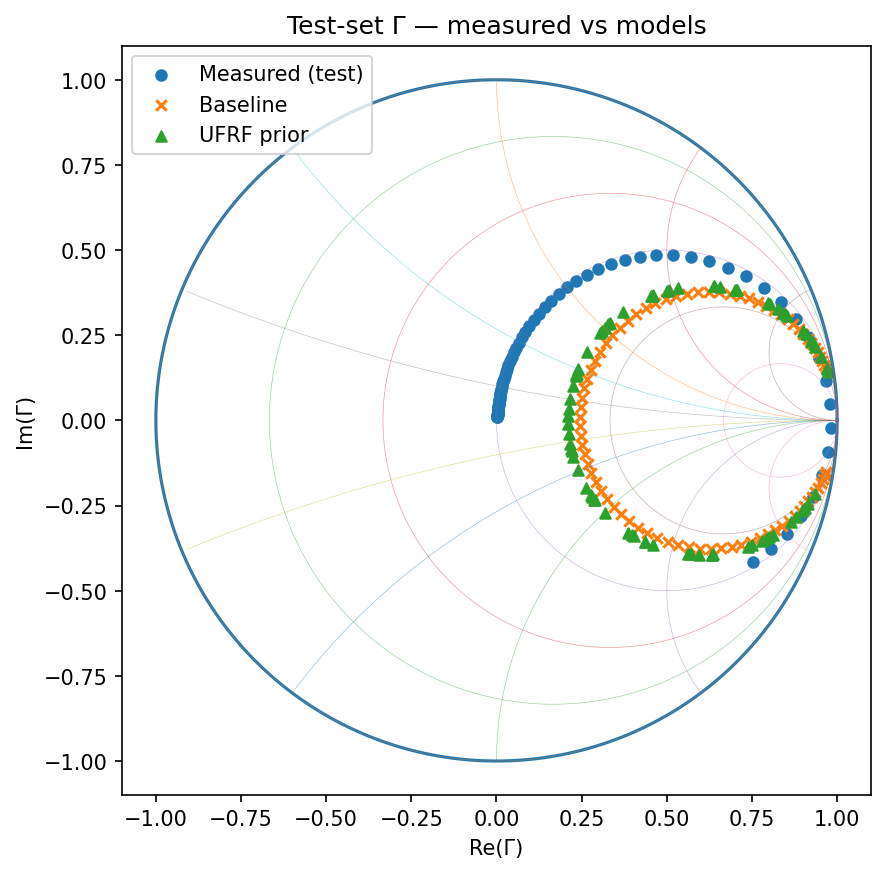 Test-set Γ — measured vs models
Measured (test)
Baseline
UFRF prior
1.00
0.75
0.50
0.25
0.00
−0.25
−0.50
−0.75
−1.00
Im(Γ)
−1.00 −0.75 −0.50 −0.25 0.00 0.25 0.50 0.75 1.00
Re(Γ)